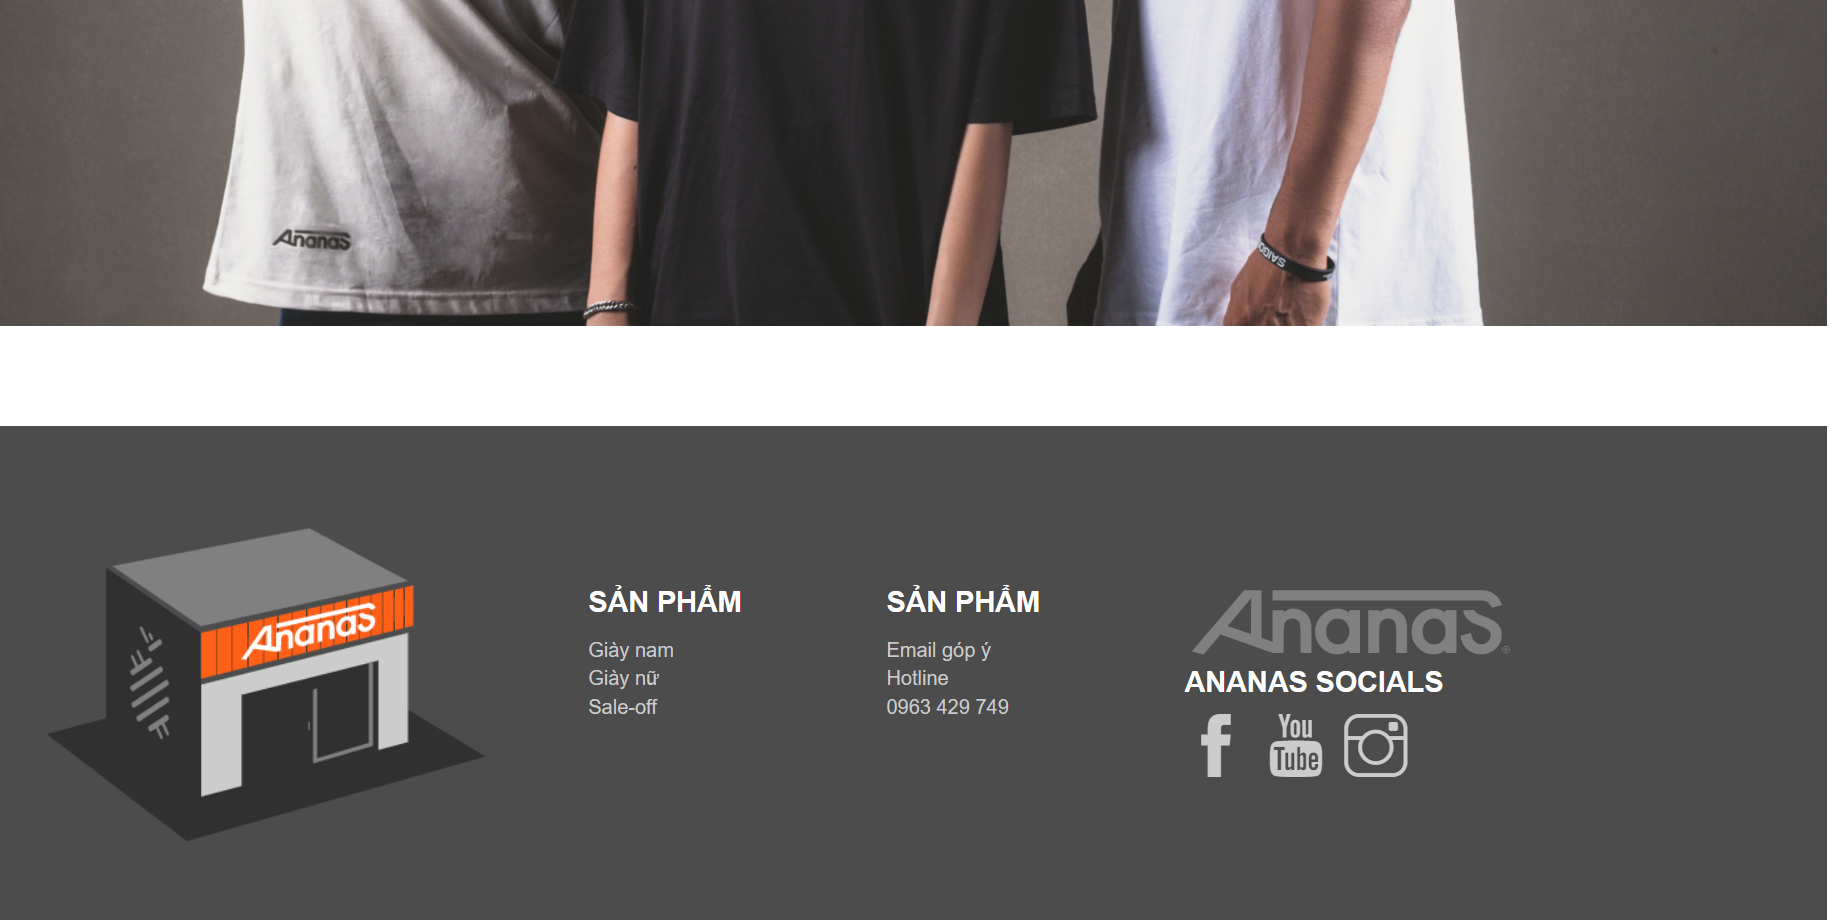 Ananas
Ananas
SẢN PHẨM
Giày nam
Giày nữ
Sale-off
SẢN PHẨM
Email góp ý
Hotline
0963 429 749
Ananas®
ANANAS SOCIALS
f
You
Tube